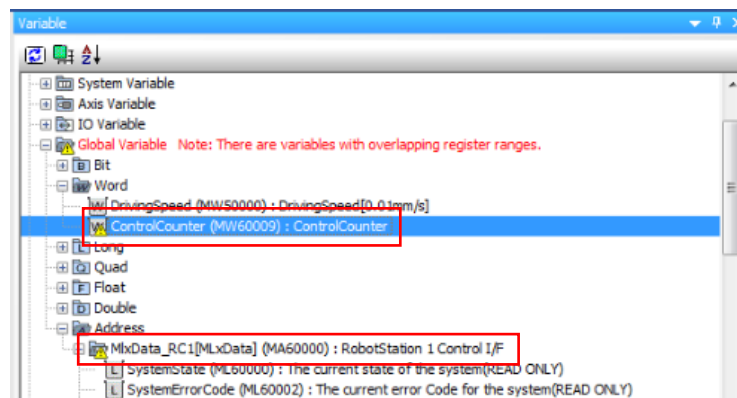 Variable
System Variable
Axis Variable
IO Variable
Global Variable Note: There are variables with overlapping register ranges.
Bit
Word
DrivingSpeed (MW50000) : DrivingSpeed[0.01mm/s]
ControlCounter (MW60009) : ControlCounter
Long
Quad
Float
Double
Address
MlxData_RC1[MLxData] (MA60000) : RobotStation 1 Control I/F
SystemState (ML60000) : The current state of the system(READ ONLY)
SystemErrorCode (ML60002) : The current error Code for the system(READ ONLY)